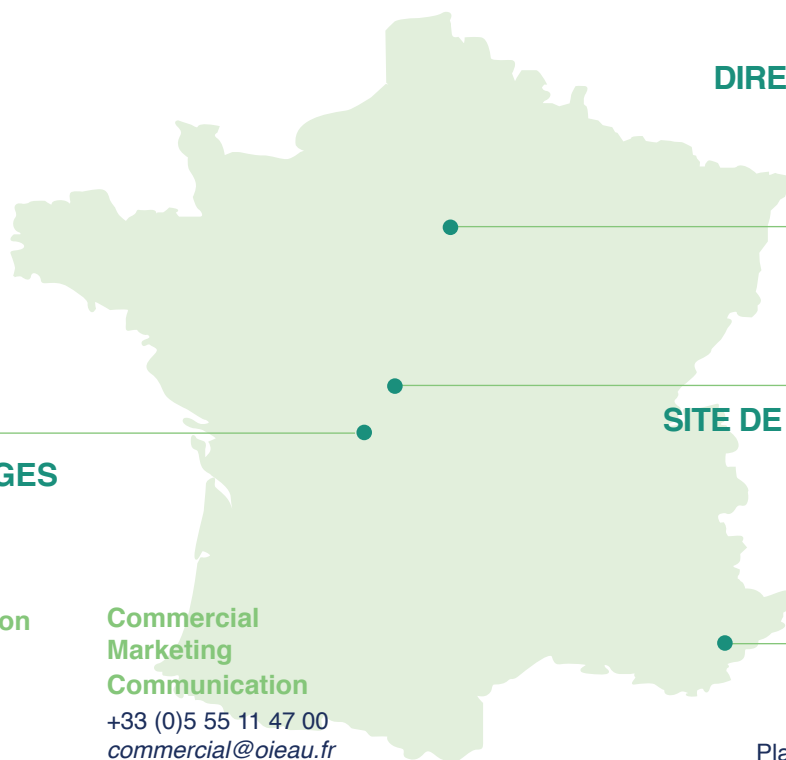 DIRE
SITE DE
GES
on
Commercial
Marketing
Communication
+33 (0)5 55 11 47 00
commercial@oieau.fr
Pla